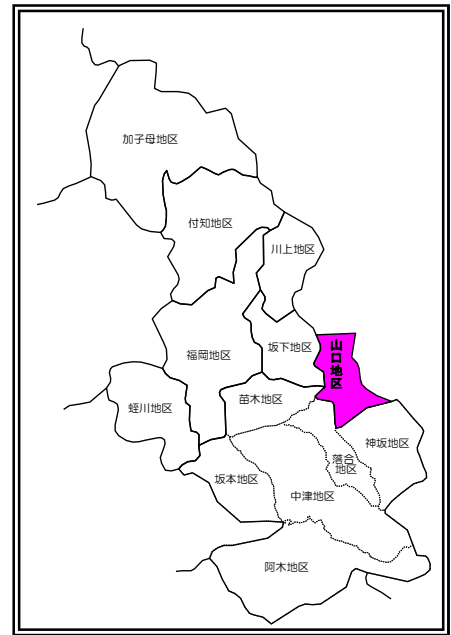 加子母地区
付知地区
川上地区
坂下地区
山口地区
福岡地区
苗木地区
蛭川地区
神坂地区
落合
地区
坂本地区
中津地区
阿木地区